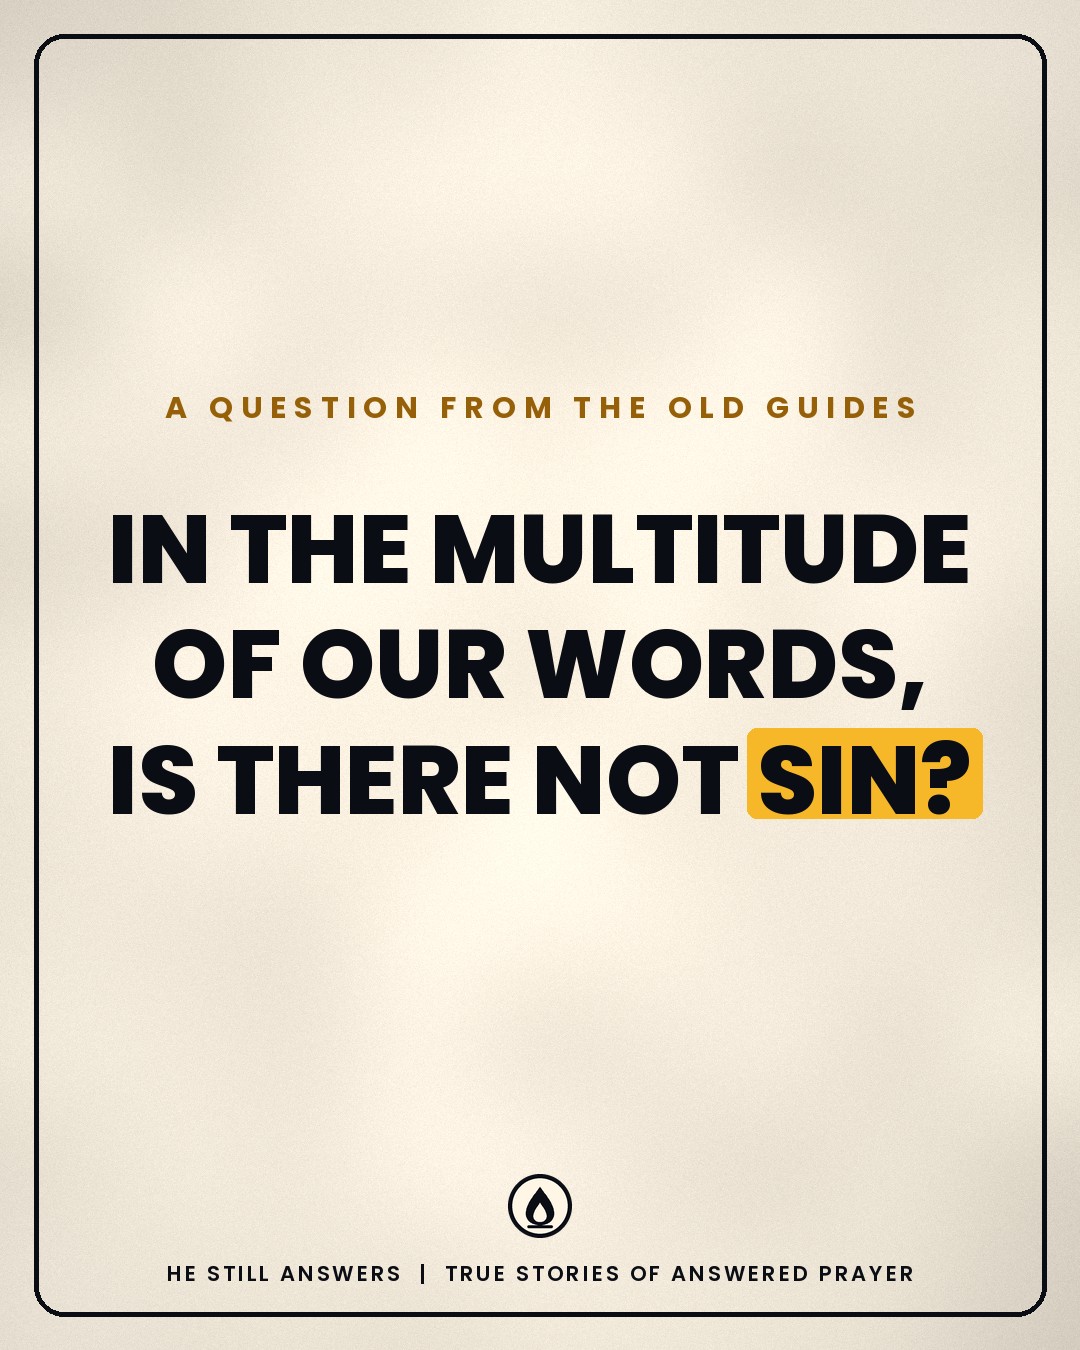 A QUESTION FROM THE OLD GUIDES
IN THE MULTITUDE
OF OUR WORDS,
IS THERE NOT SIN?
HE STILL ANSWERS | TRUE STORIES OF ANSWERED PRAYER